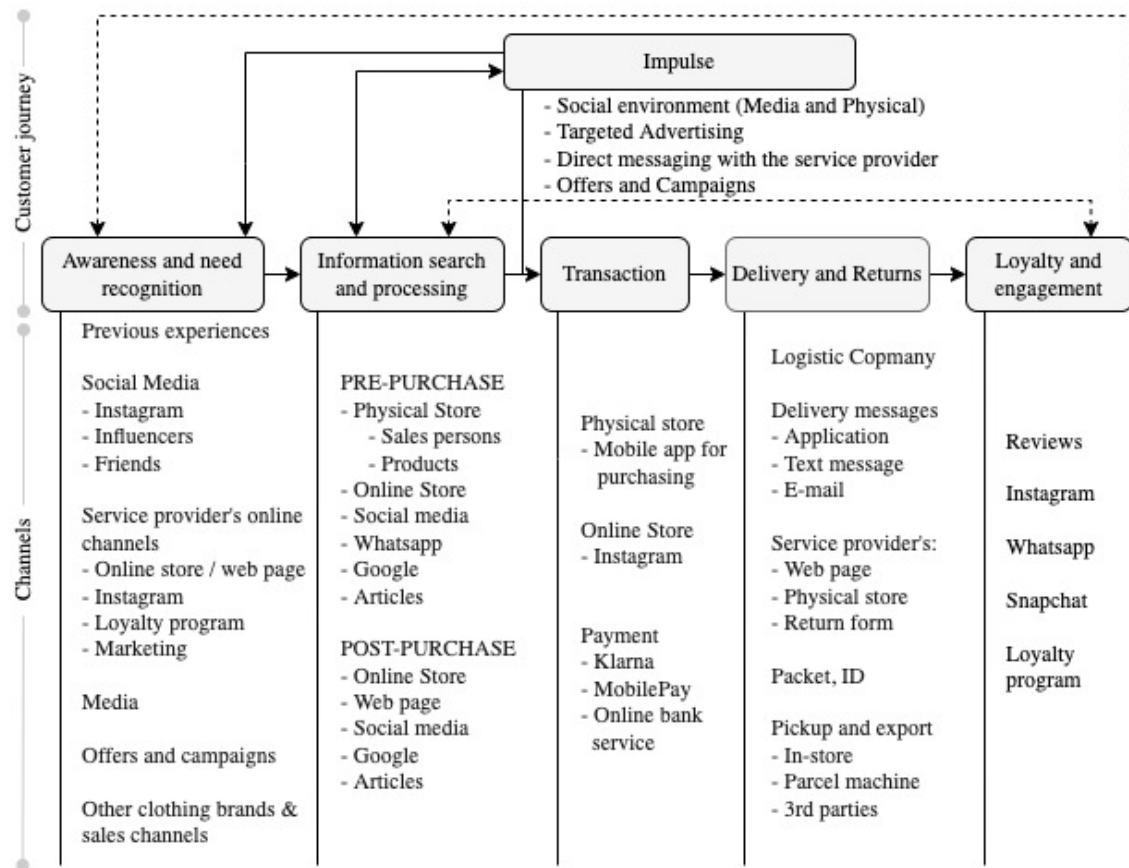 Customer journey
Impulse
- Social environment (Media and Physical)
- Targeted Advertising
- Direct messaging with the service provider
- Offers and Campaigns
Awareness and need
recognition
Information search
and processing
Transaction
Delivery and Returns
Loyalty and
engagement
Channels
Previous experiences
Social Media
- Instagram
- Influencers
- Friends
Service provider's online
channels
- Online store / web page
- Instagram
- Loyalty program
- Marketing
Media
Offers and campaigns
Other clothing brands &
sales channels
PRE-PURCHASE
- Physical Store
- Sales persons
- Products
- Online Store
- Social media
- Whatsapp
- Google
- Articles
POST-PURCHASE
- Online Store
- Web page
- Social media
- Google
- Articles
Physical store
- Mobile app for
purchasing
Online Store
- Instagram
Payment
- Klarna
- MobilePay
- Online bank
service
Logistic Copmany
Delivery messages
- Application
- Text message
- E-mail
Service provider's:
- Web page
- Physical store
- Return form
Packet, ID
Pickup and export
- In-store
- Parcel machine
- 3rd parties
Reviews
Instagram
Whatsapp
Snapchat
Loyalty
program